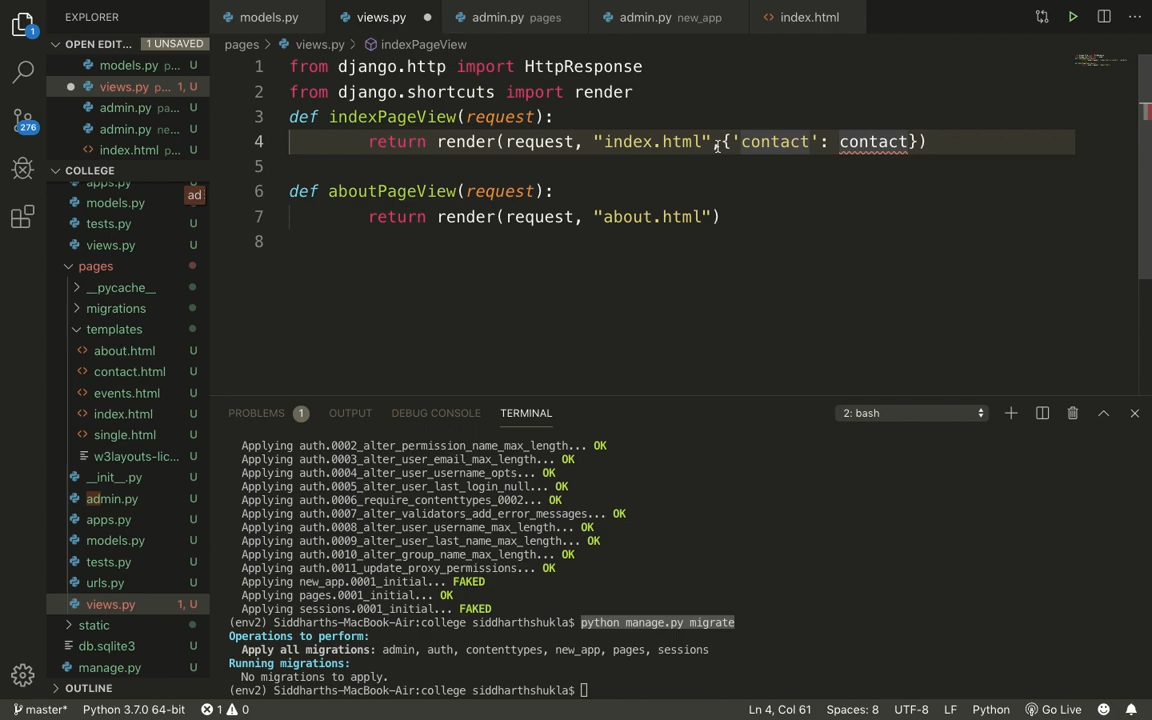 EXPLORER
models.py
views.py
admin.py pages
admin.py new_app
index.html
OPEN EDIT...
1 UNSAVED
models.py p... U
views.py p... 1, U
admin.py pa... U
admin.py ne... U
index.html p... U
COLLEGE
apps.py U
ad
models.py U
tests.py U
views.py U
pages
__pycache__
migrations
templates
about.html U
contact.html U
events.html U
index.html U
single.html U
w3layouts-lic... U
__init__.py U
admin.py U
apps.py U
models.py U
tests.py U
urls.py U
views.py 1, U
static
db.sqlite3 U
manage.py U
OUTLINE
1
276
pages > views.py > indexPageView
1 from django.http import HttpResponse
2 from django.shortcuts import render
3 def indexPageView(request):
4 return render(request, "index.html",{'contact': contact})
5
6 def aboutPageView(request):
7 return render(request, "about.html")
8
PROBLEMS 1 OUTPUT DEBUG CONSOLE TERMINAL 2: bash
Applying auth.0002_alter_permission_name_max_length... OK
Applying auth.0003_alter_user_email_max_length... OK
Applying auth.0004_alter_user_username_opts... OK
Applying auth.0005_alter_user_last_login_null... OK
Applying auth.0006_require_contenttypes_0002... OK
Applying auth.0007_alter_validators_add_error_messages... OK
Applying auth.0008_alter_user_username_max_length... OK
Applying auth.0009_alter_user_last_name_max_length... OK
Applying auth.0010_alter_group_name_max_length... OK
Applying auth.0011_update_proxy_permissions... OK
Applying new_app.0001_initial... FAKED
Applying pages.0001_initial... OK
Applying sessions.0001_initial... FAKED
(env2) Siddharths-MacBook-Air:college siddharthshukla$ python manage.py migrate
Operations to perform:
Apply all migrations: admin, auth, contenttypes, new_app, pages, sessions
Running migrations:
No migrations to apply.
(env2) Siddharths-MacBook-Air:college siddharthshukla$
master* Python 3.7.0 64-bit 1 0 Ln 4, Col 61 Spaces: 8 UTF-8 LF Python Go Live